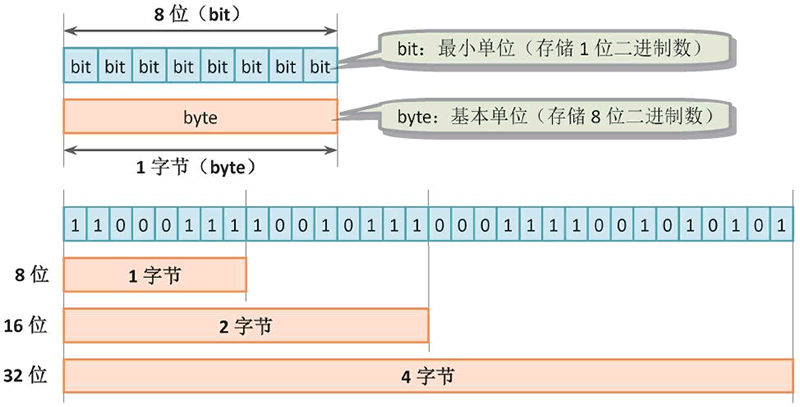 8 位（bit）
bit bit bit bit bit bit bit bit
bit：最小单位（存储 1 位二进制数）
byte
byte：基本单位（存储 8 位二进制数）
1 字节（byte）
1 1 0 0 0 1 1 1 1 0 0 1 0 1 1 1 0 0 0 1 1 1 1 0 0 1 0 1 0 1 0 1
8 位 1 字节
16 位 2 字节
32 位 4 字节